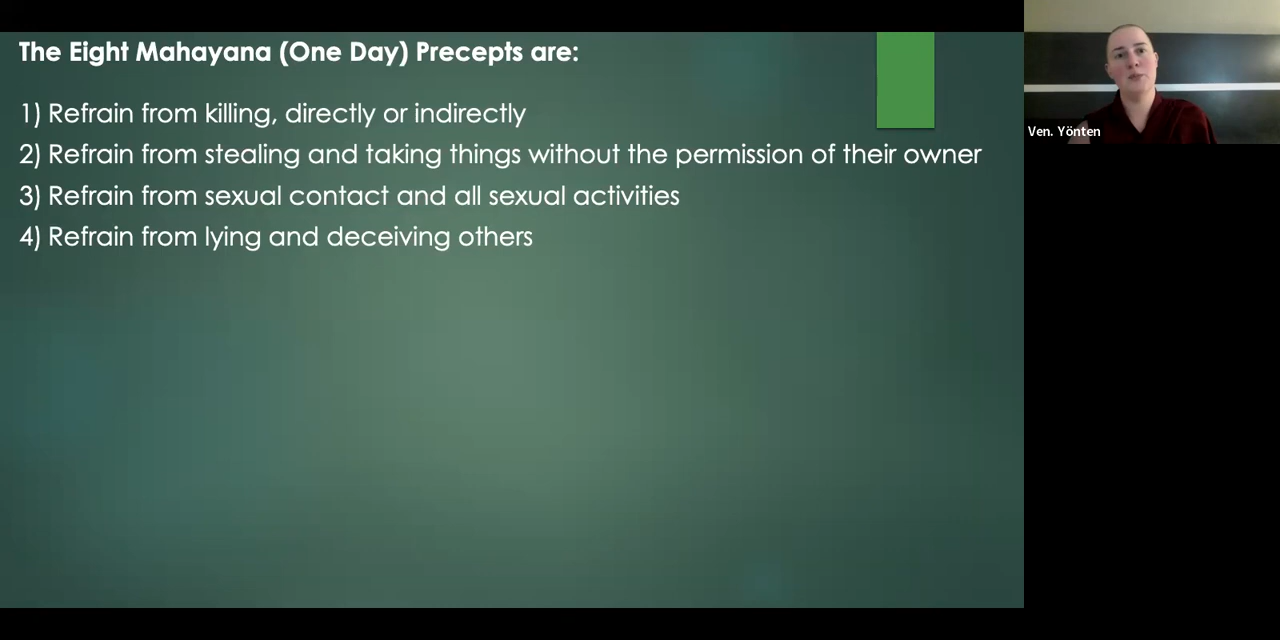 The Eight Mahayana (One Day) Precepts are:
1) Refrain from killing, directly or indirectly
2) Refrain from stealing and taking things without the permission of their owner
3) Refrain from sexual contact and all sexual activities
4) Refrain from lying and deceiving others
Ven. Yönten